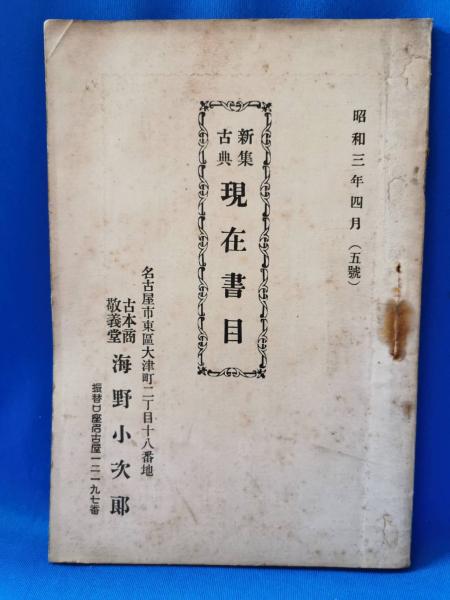 昭和三年四月(五號)
新集
古典
現在書目
名古屋市東區大津町二丁目十八番地
古本商
敬義堂
海野小次郎
振替口座名古屋一二一九七番